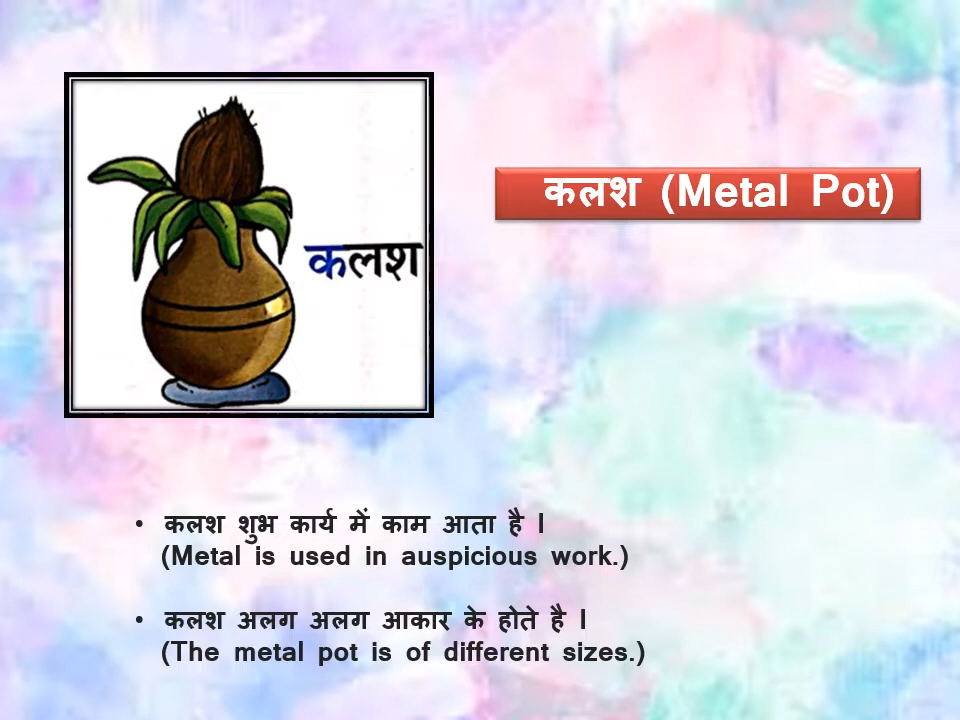 कलश
कलश (Metal Pot)
• कलश शुभ कार्य में काम आता है l
(Metal is used in auspicious work.)
• कलश अलग अलग आकार के होते है l
(The metal pot is of different sizes.)